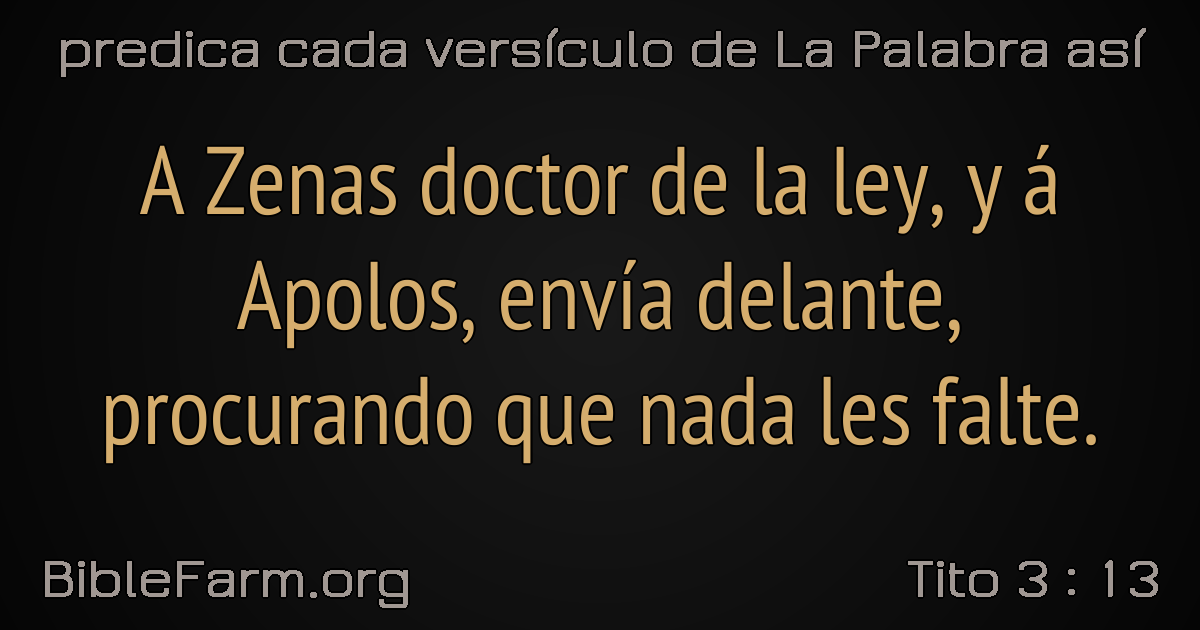 predica cada versículo de La Palabra así
A Zenas doctor de la ley, y á
Apolos, envía delante,
procurando que nada les falte.
BibleFarm.org
Tito 3 : 13